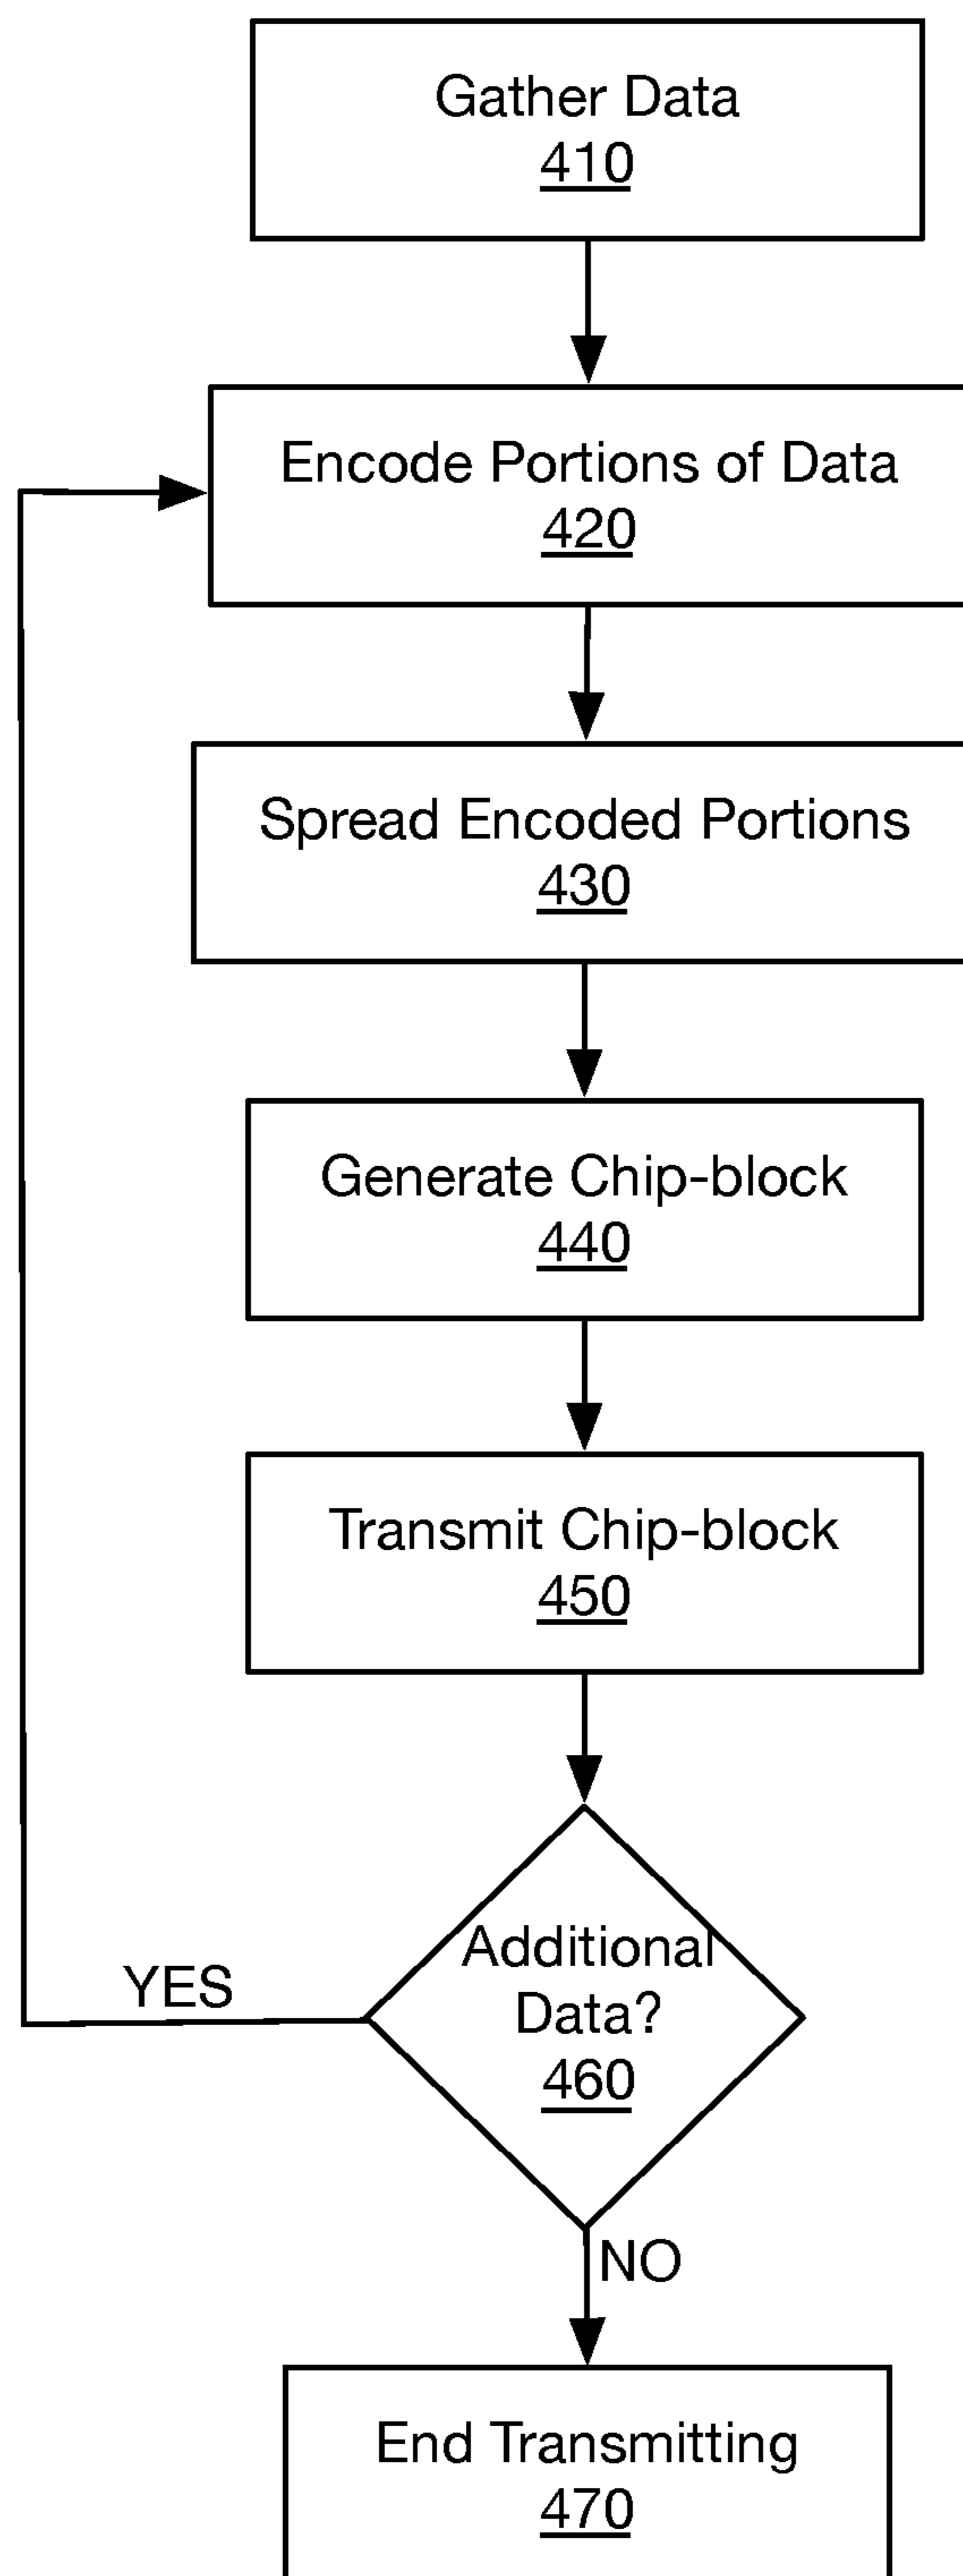 Gather Data
410
Encode Portions of Data
420
Spread Encoded Portions
430
Generate Chip-block
440
Transmit Chip-block
450
Additional
Data?
460
YES
NO
End Transmitting
470